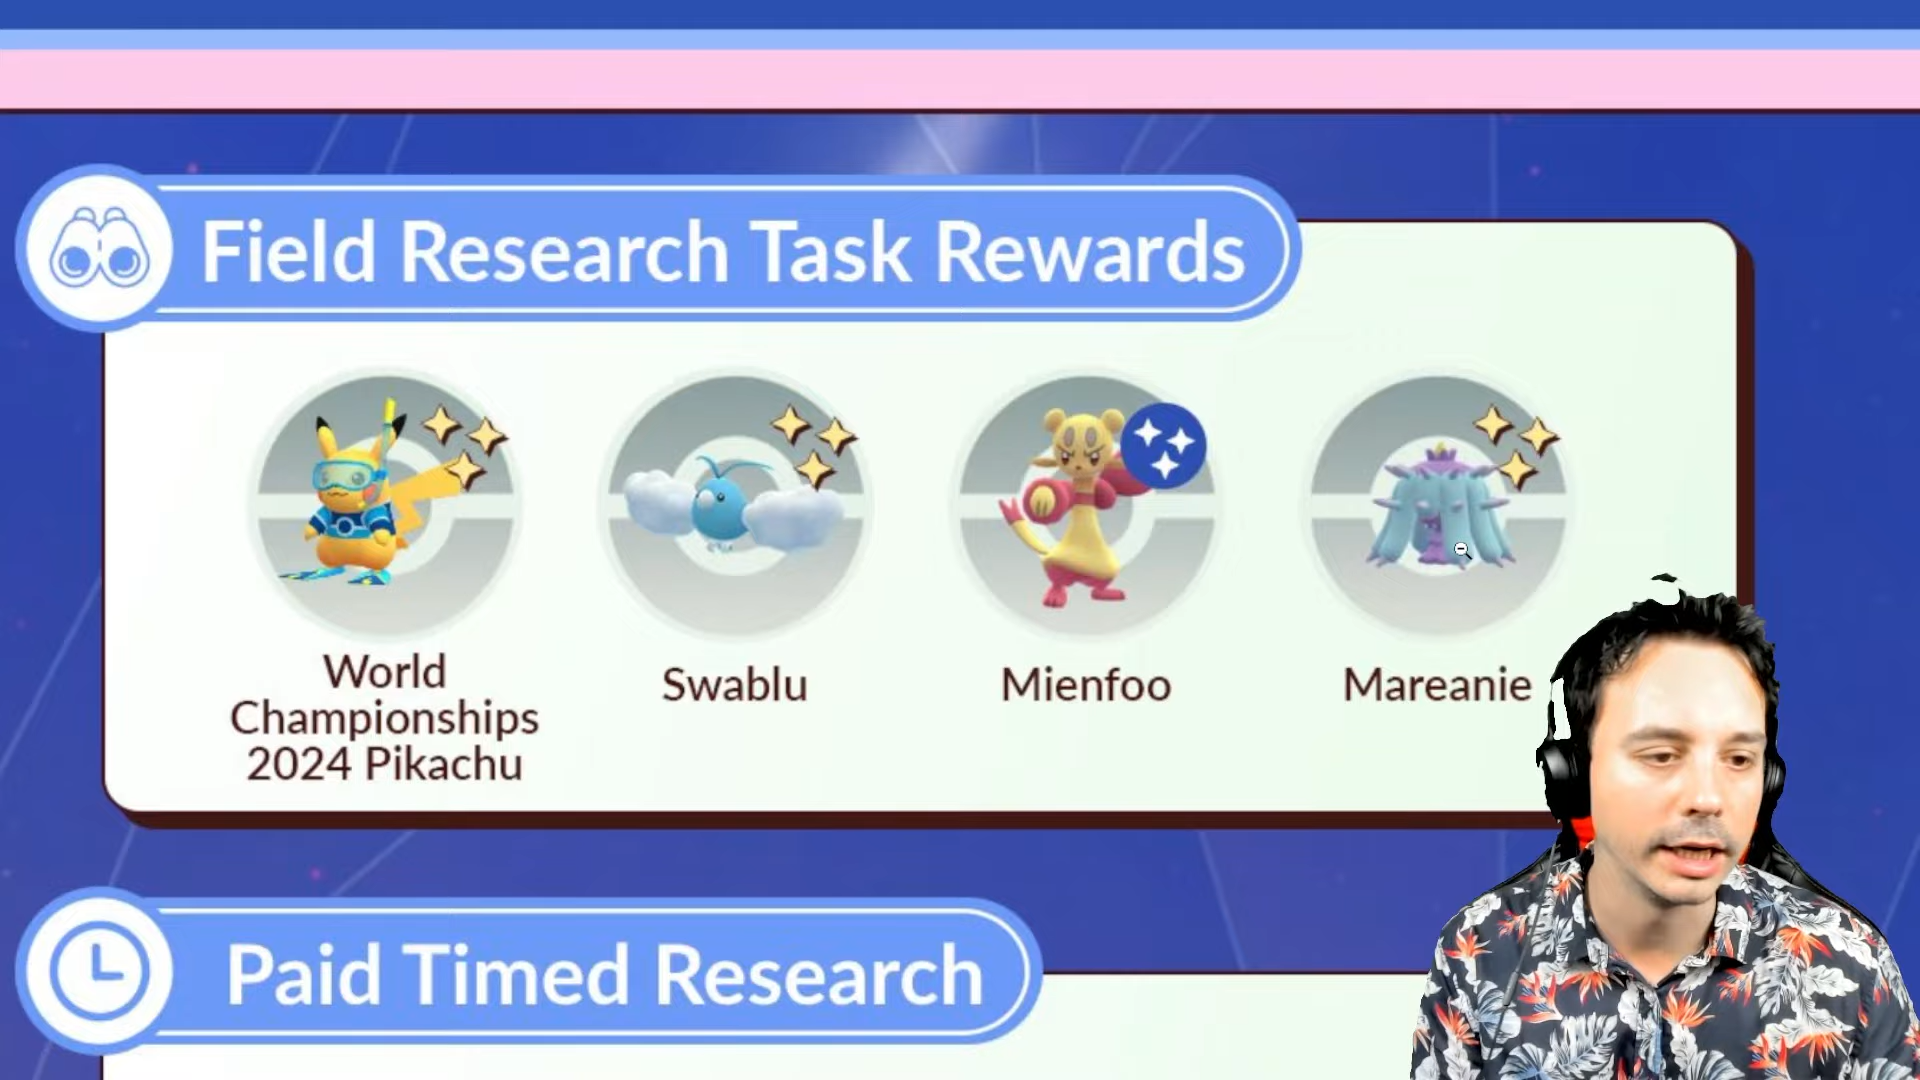 Field Research Task Rewards
World
Championships
2024 Pikachu
Swablu
Mienfoo
Mareanie
Paid Timed Research